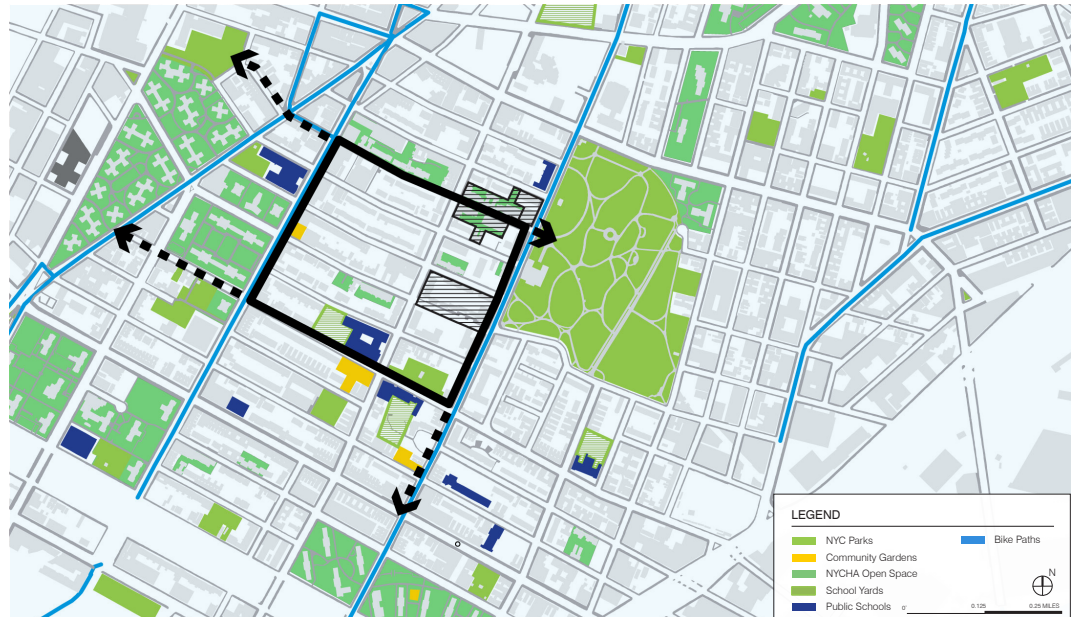 LEGEND
NYC Parks
Community Gardens
NYCHA Open Space
School Yards
Public Schools
Bike Paths
N
0' 0.125 0.25 MILES